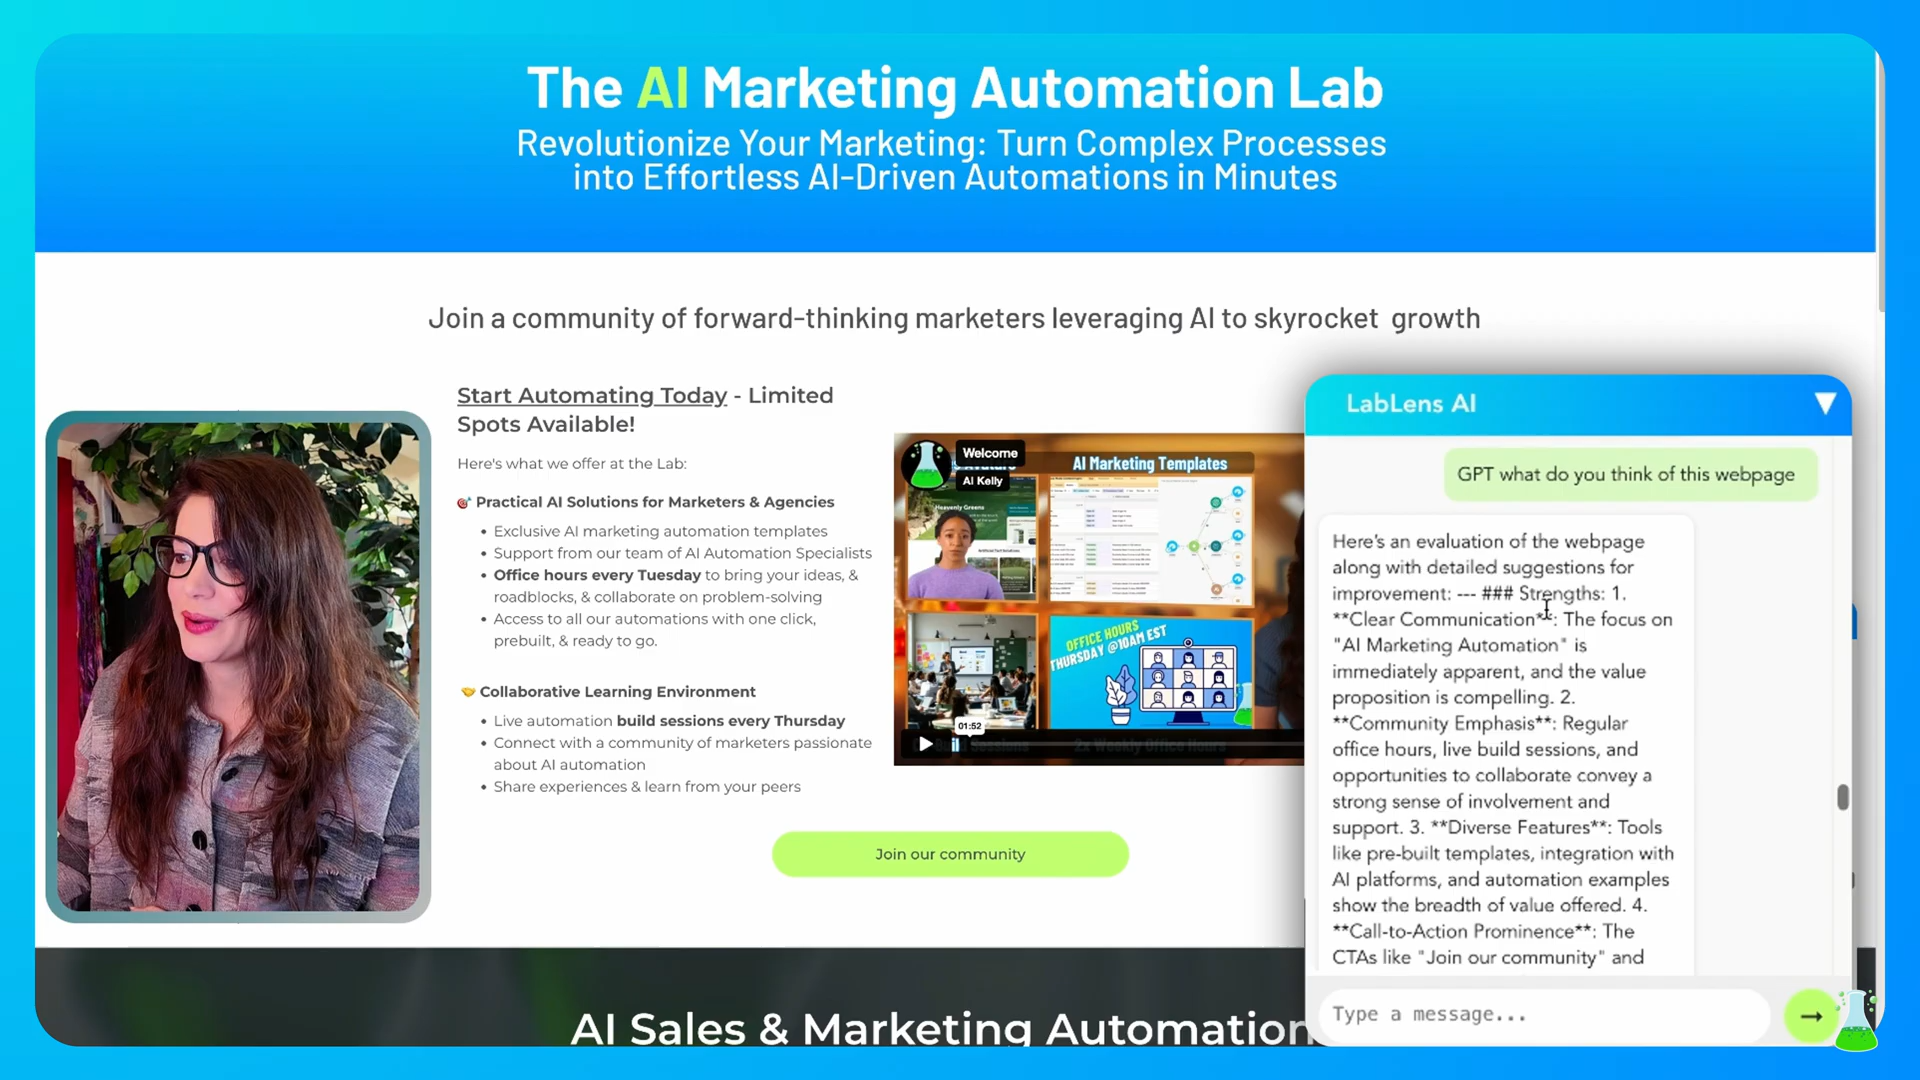 The AI Marketing Automation Lab
Revolutionize Your Marketing: Turn Complex Processes
into Effortless AI-Driven Automations in Minutes
Join a community of forward-thinking marketers leveraging AI to skyrocket growth
Start Automating Today - Limited
Spots Available!
Here's what we offer at the Lab:
🎯 Practical AI Solutions for Marketers & Agencies
• Exclusive AI marketing automation templates
• Support from our team of AI Automation Specialists
• Office hours every Tuesday to bring your ideas, &
roadblocks, & collaborate on problem-solving
• Access to all our automations with one click,
prebuilt, & ready to go.
🤝 Collaborative Learning Environment
• Live automation build sessions every Thursday
• Connect with a community of marketers passionate
about AI automation
• Share experiences & learn from your peers
Welcome
AI Kelly
AI Marketing Templates
Heavenly Greens
OFFICE HOURS
THURSDAY @10AM EST
01:52
2x Weekly Office Hours
Join our community
AI Sales & Marketing Automation
LabLens AI
GPT what do you think of this webpage
Here's an evaluation of the webpage
along with detailed suggestions for
improvement: --- ### Strengths: 1.
**Clear Communication**: The focus on
"AI Marketing Automation" is
immediately apparent, and the value
proposition is compelling. 2.
**Community Emphasis**: Regular
office hours, live build sessions, and
opportunities to collaborate convey a
strong sense of involvement and
support. 3. **Diverse Features**: Tools
like pre-built templates, integration with
AI platforms, and automation examples
show the breadth of value offered. 4.
**Call-to-Action Prominence**: The
CTAs like "Join our community" and
Type a message...